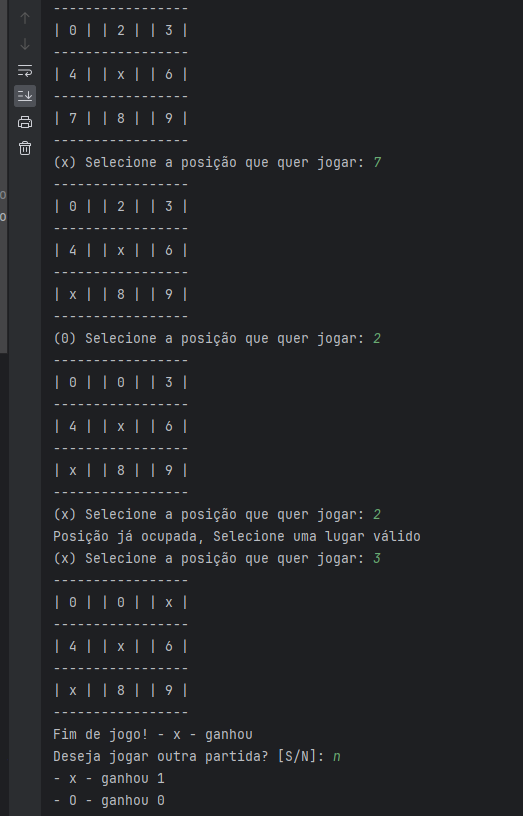 -----------------
| 0 | | 2 | | 3 |
-----------------
| 4 | | x | | 6 |
-----------------
| 7 | | 8 | | 9 |
-----------------
(x) Selecione a posição que quer jogar: 7
-----------------
| 0 | | 2 | | 3 |
-----------------
| 4 | | x | | 6 |
-----------------
| x | | 8 | | 9 |
-----------------
(0) Selecione a posição que quer jogar: 2
-----------------
| 0 | | 0 | | 3 |
-----------------
| 4 | | x | | 6 |
-----------------
| x | | 8 | | 9 |
-----------------
(x) Selecione a posição que quer jogar: 2
Posição já ocupada, Selecione uma lugar válido
(x) Selecione a posição que quer jogar: 3
-----------------
| 0 | | 0 | | x |
-----------------
| 4 | | x | | 6 |
-----------------
| x | | 8 | | 9 |
-----------------
Fim de jogo! - x - ganhou
Deseja jogar outra partida? [S/N]: n
- x - ganhou 1
- O - ganhou 0